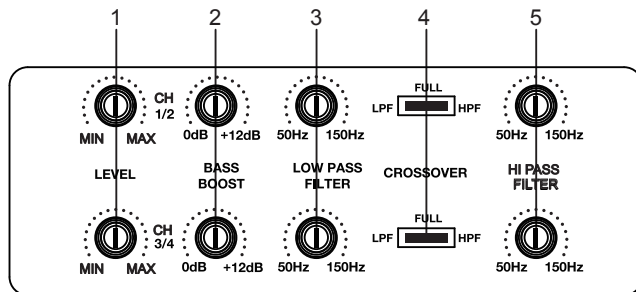 1 2 3 4 5
FULL
CH 1/2 LPF HPF
MIN MAX 0dB +12dB 50Hz 150Hz 50Hz 150Hz
LEVEL BASS BOOST LOW PASS FILTER CROSSOVER HI PASS FILTER
FULL
CH 3/4 LPF HPF
MIN MAX 0dB +12dB 50Hz 150Hz 50Hz 150Hz